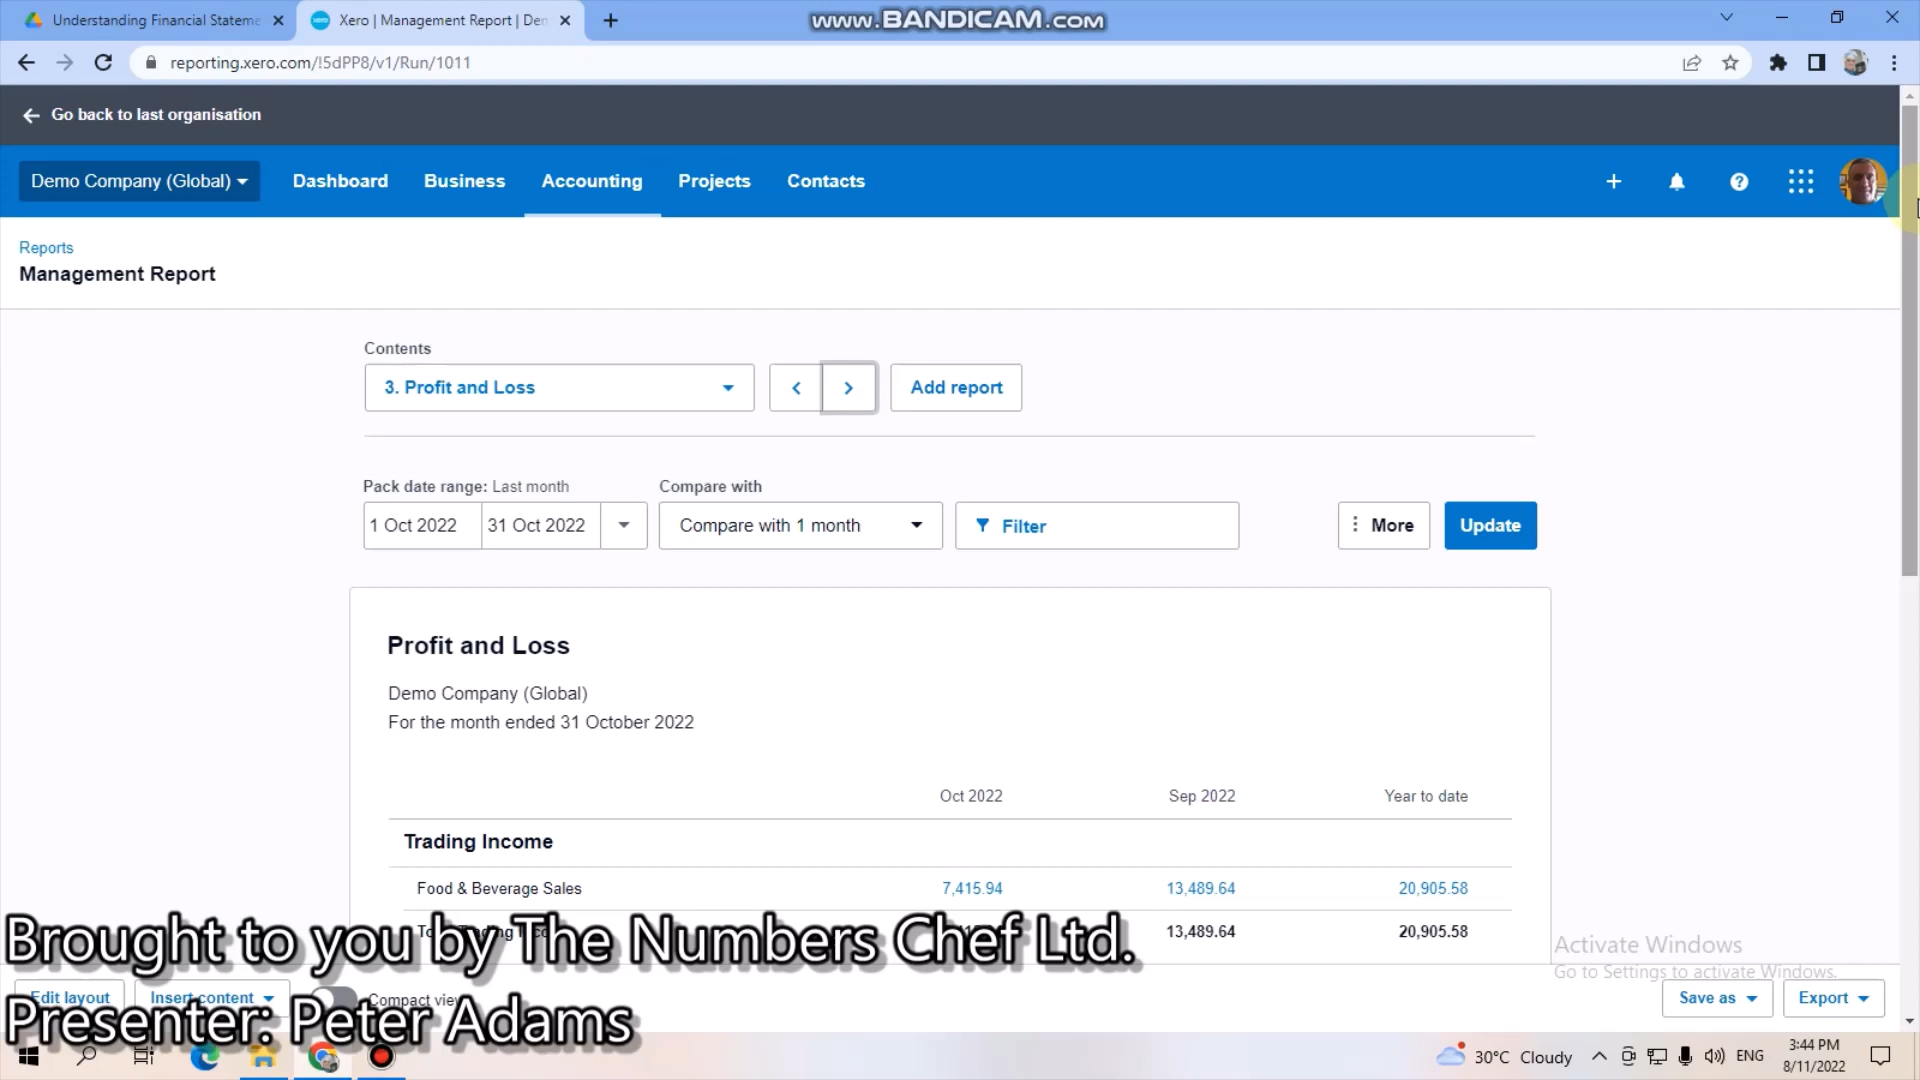 Understanding Financial Stateme
Xero | Management Report | Den
www.BANDICAM.com
reporting.xero.com/!5dPP8/v1/Run/1011
Go back to last organisation
Demo Company (Global)
Dashboard
Business
Accounting
Projects
Contacts
Reports
Management Report
Contents
3. Profit and Loss
Add report
Pack date range: Last month
Compare with
1 Oct 2022
31 Oct 2022
Compare with 1 month
Filter
More
Update
Profit and Loss
Demo Company (Global)
For the month ended 31 October 2022
Oct 2022 Sep 2022 Year to date
Trading Income
Food & Beverage Sales 7,415.94 13,489.64 20,905.58
13,489.64 20,905.58
Brought to you by The Numbers Chef Ltd.
Activate Windows
Go to Settings to activate Windows.
Edit layout
Insert content
Compact view
Save as
Export
Presenter: Peter Adams
30°C Cloudy
ENG
3:44 PM
8/11/2022